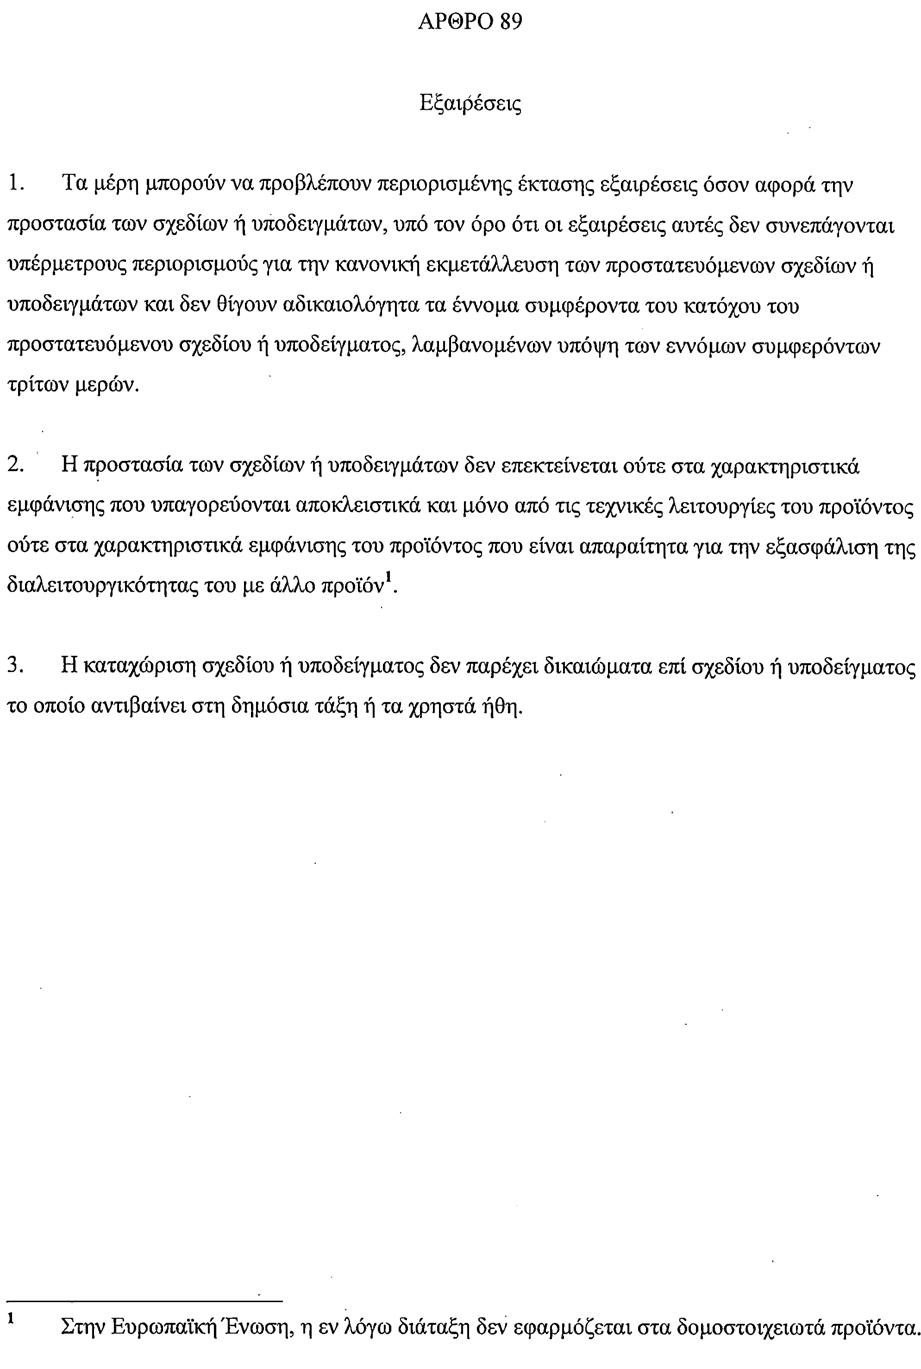 ΑΡΘΡΟ 89
Εξαιρέσεις
1. Τα μέρη μπορούν να προβλέπουν περιορισμένης έκτασης εξαιρέσεις όσον αφορά την
προστασία των σχεδίων ή υποδειγμάτων, υπό τον όρο ότι οι εξαιρέσεις αυτές δεν συνεπάγονται
υπέρμετρους περιορισμούς για την κανονική εκμετάλλευση των προστατευόμενων σχεδίων ή
υποδειγμάτων και δεν θίγουν αδικαιολόγητα τα έννομα συμφέροντα του κατόχου του
προστατευόμενου σχεδίου ή υποδείγματος, λαμβανομένων υπόψη των εννόμων συμφερόντων
τρίτων μερών.
2. Η προστασία των σχεδίων ή υποδειγμάτων δεν επεκτείνεται ούτε στα χαρακτηριστικά
εμφάνισης που υπαγορεύονται αποκλειστικά και μόνο από τις τεχνικές λειτουργίες του προϊόντος
ούτε στα χαρακτηριστικά εμφάνισης του προϊόντος που είναι απαραίτητα για την εξασφάλιση της
διαλειτουργικότητας του με άλλο προϊόν¹.
3. Η καταχώριση σχεδίου ή υποδείγματος δεν παρέχει δικαιώματα επί σχεδίου ή υποδείγματος
το οποίο αντιβαίνει στη δημόσια τάξη ή τα χρηστά ήθη.
¹ Στην Ευρωπαϊκή Ένωση, η εν λόγω διάταξη δεν εφαρμόζεται στα δομοστοιχειωτά προϊόντα.